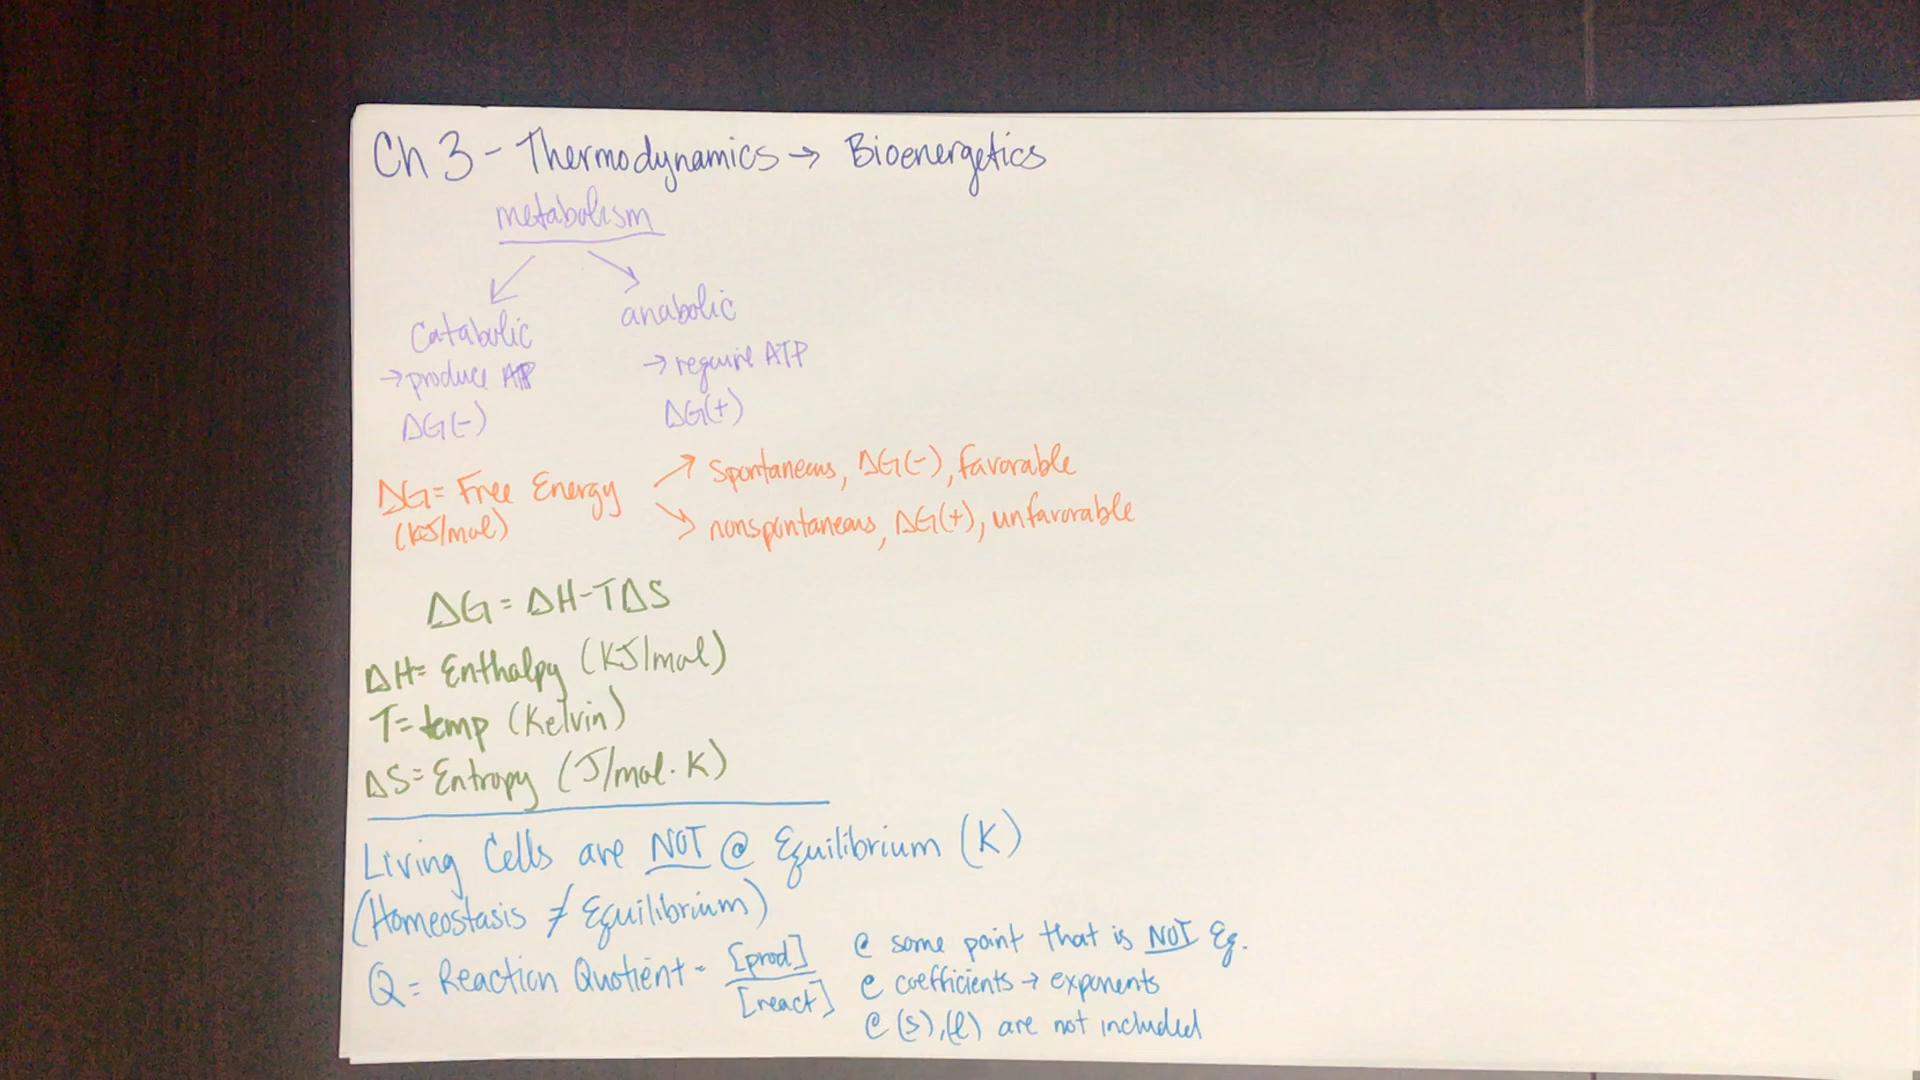 Ch 3 - Thermodynamics → Bioenergetics
metabolism
Catabolic
→ produce ATP
ΔG(-)
anabolic
→ require ATP
ΔG(+)
ΔG = Free Energy
(kJ/mol)
↗ Spontaneous, ΔG(-), favorable
↘ nonspontaneous, ΔG(+), unfavorable
ΔG = ΔH - TΔS
ΔH = Enthalpy (kJ/mol)
T = temp (Kelvin)
ΔS = Entropy (J/mol·K)
Living Cells are NOT @ Equilibrium (K)
(Homeostasis ≠ Equilibrium)
Q = Reaction Quotient = [prod] / [react]
@ some point that is NOT Eq.
@ coefficients → exponents
@ (s), (l) are not included